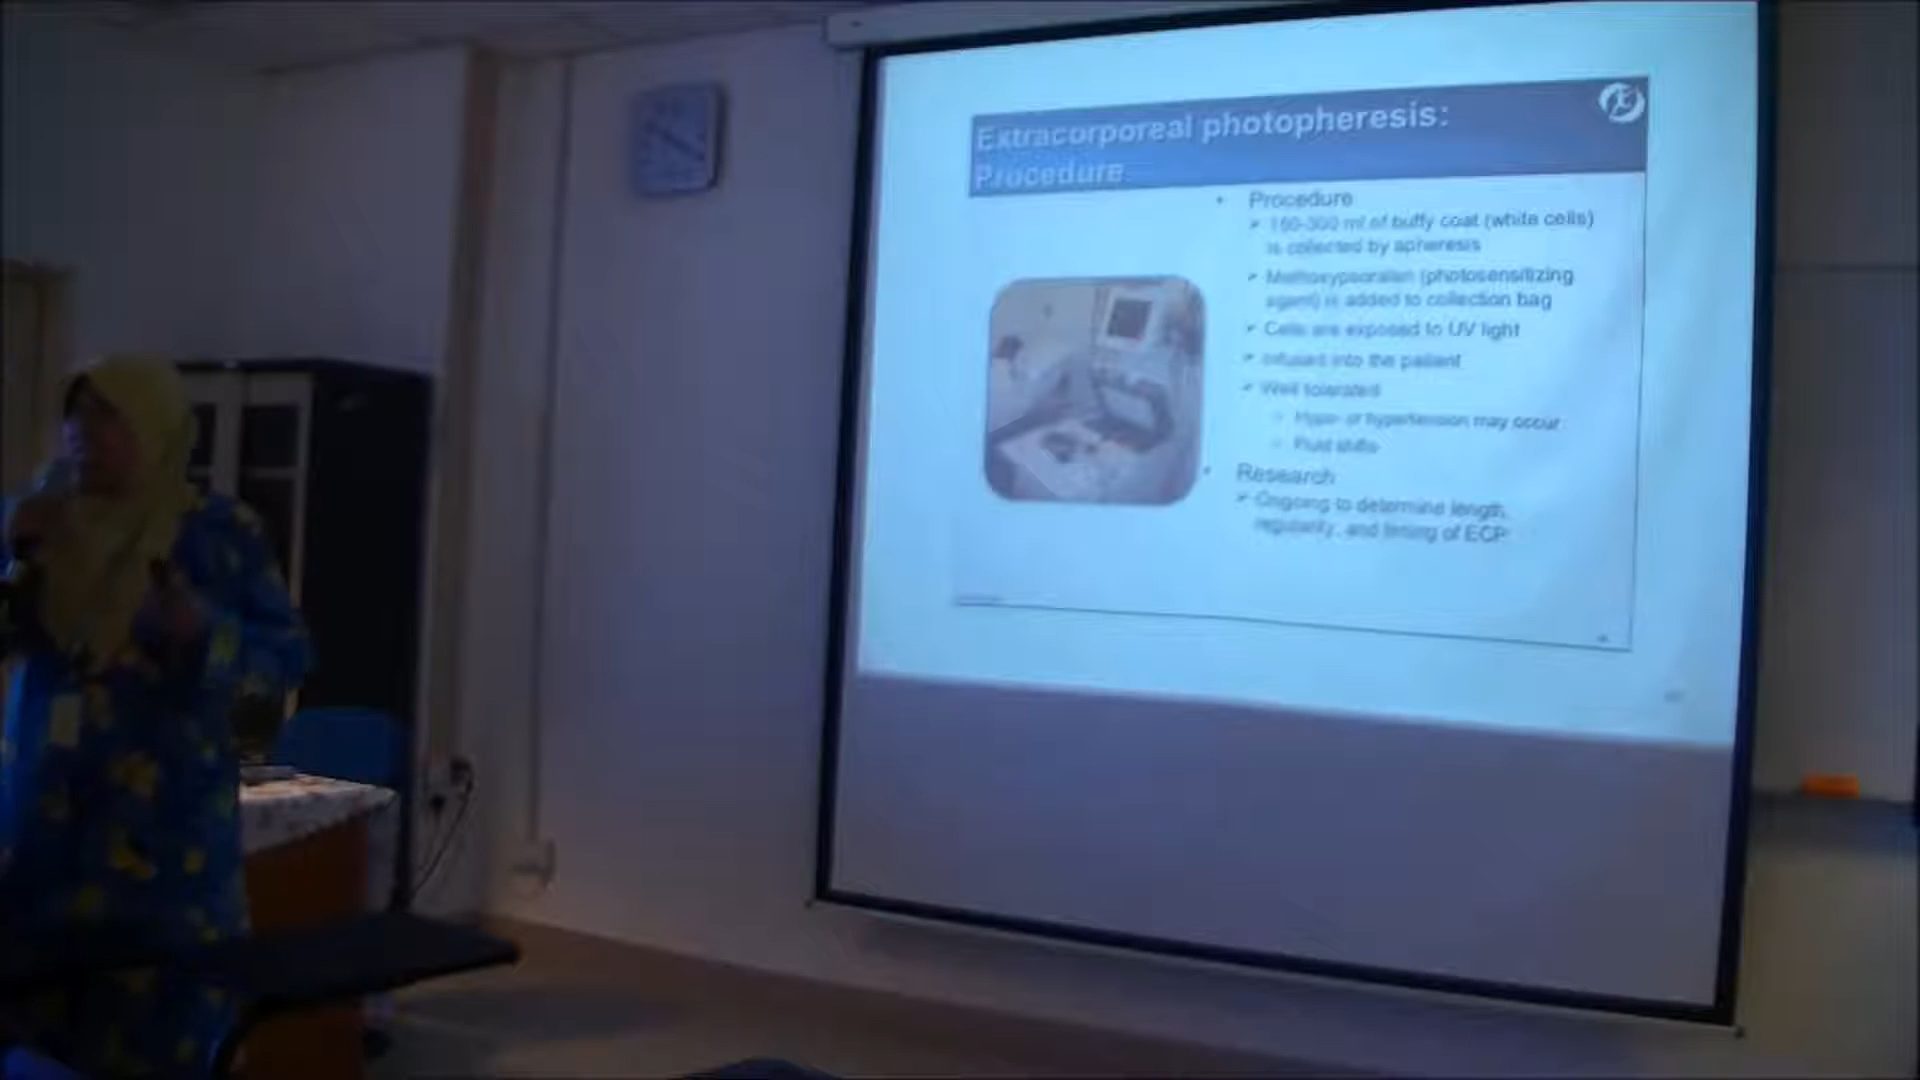 Extracorporeal photopheresis:
Procedure
• Procedure
150-300 ml of buffy coat (white cells)
is collected by apheresis
Methoxypsoralen (photosensitizing
agent) is added to collection bag
Cells are exposed to UV light
Infused into the patient
Well tolerated
Hypo- or hypertension may occur
Fluid shifts
• Research
Ongoing to determine length,
regularity, and timing of ECP